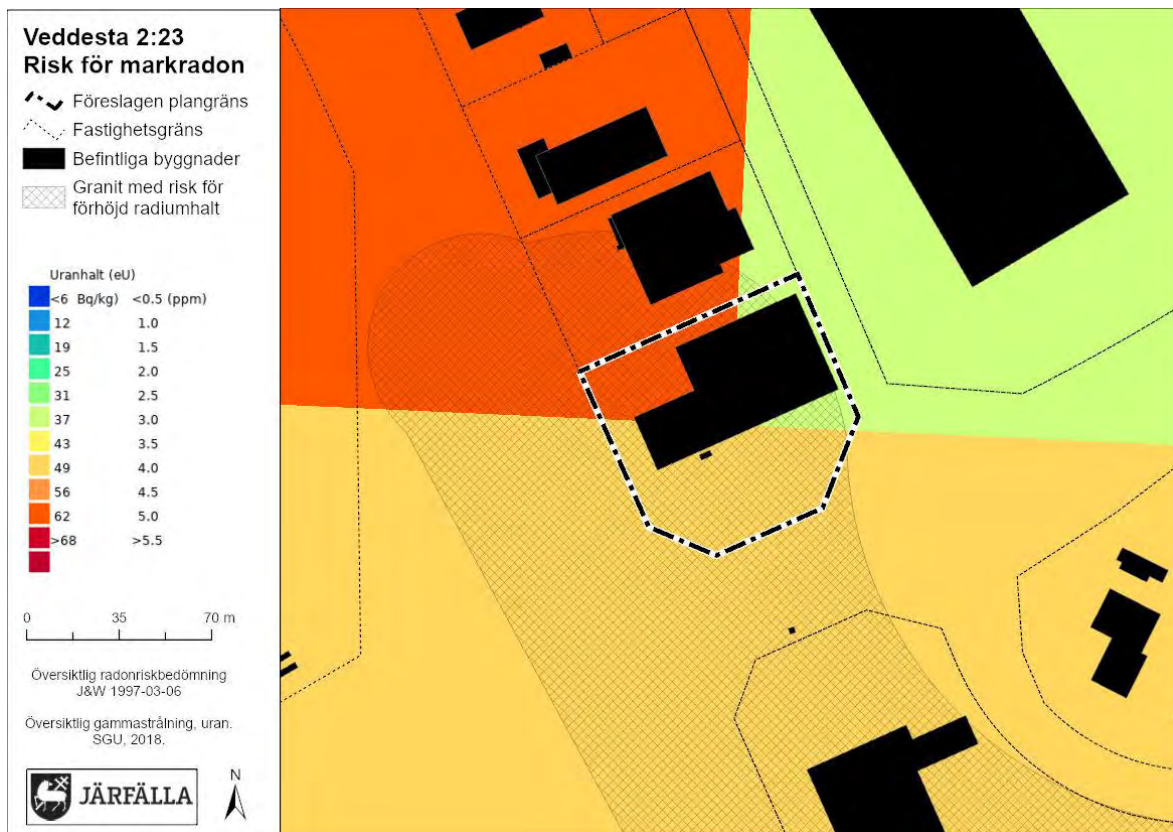 Veddesta 2:23
Risk för markradon
Föreslagen plangräns
Fastighetsgräns
Befintliga byggnader
Granit med risk för
förhöjd radiumhalt
Uranhalt (eU)
<6 Bq/kg) <0.5 (ppm)
12 1.0
19 1.5
25 2.0
31 2.5
37 3.0
43 3.5
49 4.0
56 4.5
62 5.0
>68 >5.5
0 35 70 m
Översiktlig radonriskbedömning
J&W 1997-03-06
Översiktlig gammastrålning, uran.
SGU, 2018.
JÄRFÄLLA
N